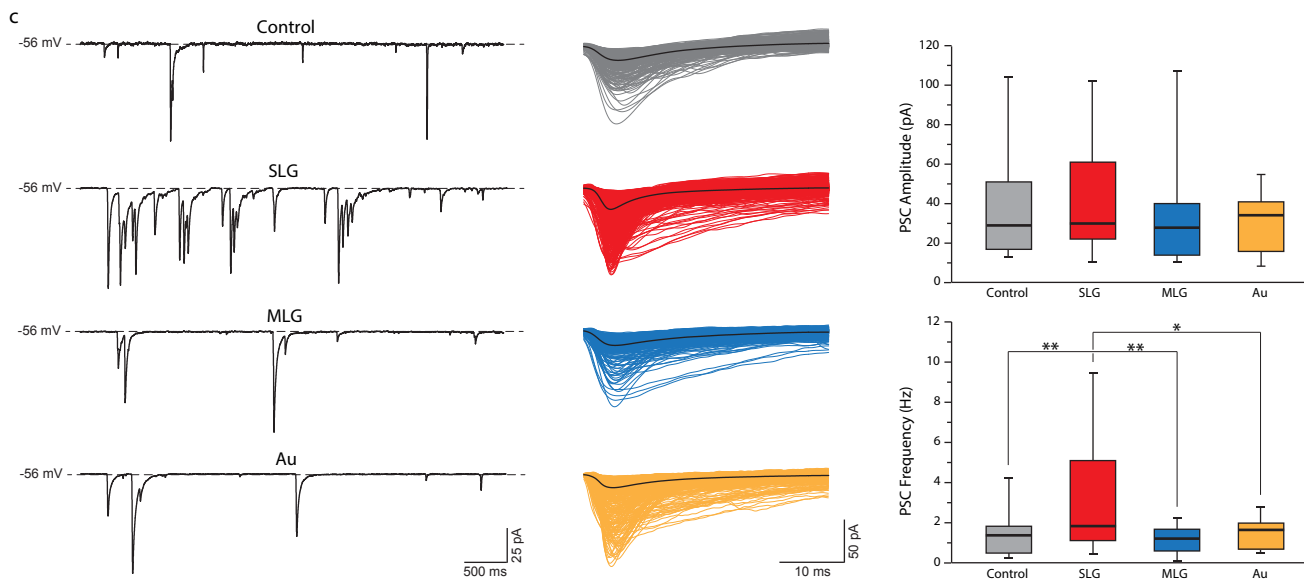 c
Control
-56 mV
SLG
-56 mV
MLG
-56 mV
Au
-56 mV
25 pA
500 ms
50 pA
10 ms
PSC Amplitude (pA)
120
100
80
60
40
20
0
Control SLG MLG Au
PSC Frequency (Hz)
12
10
8
6
4
2
0
** ** *
Control SLG MLG Au